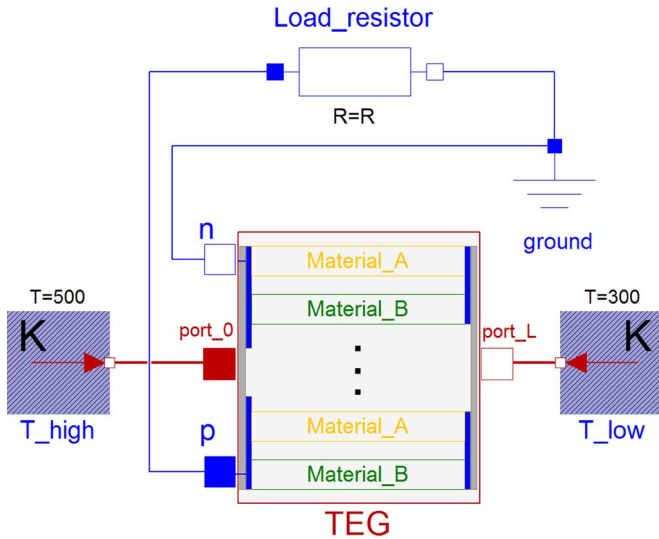 Load_resistor
R=R
n
ground
Material_A
T=500
T=300
K
K
Material_B
port_0
port_L
T_high
p
T_low
Material_A
Material_B
TEG